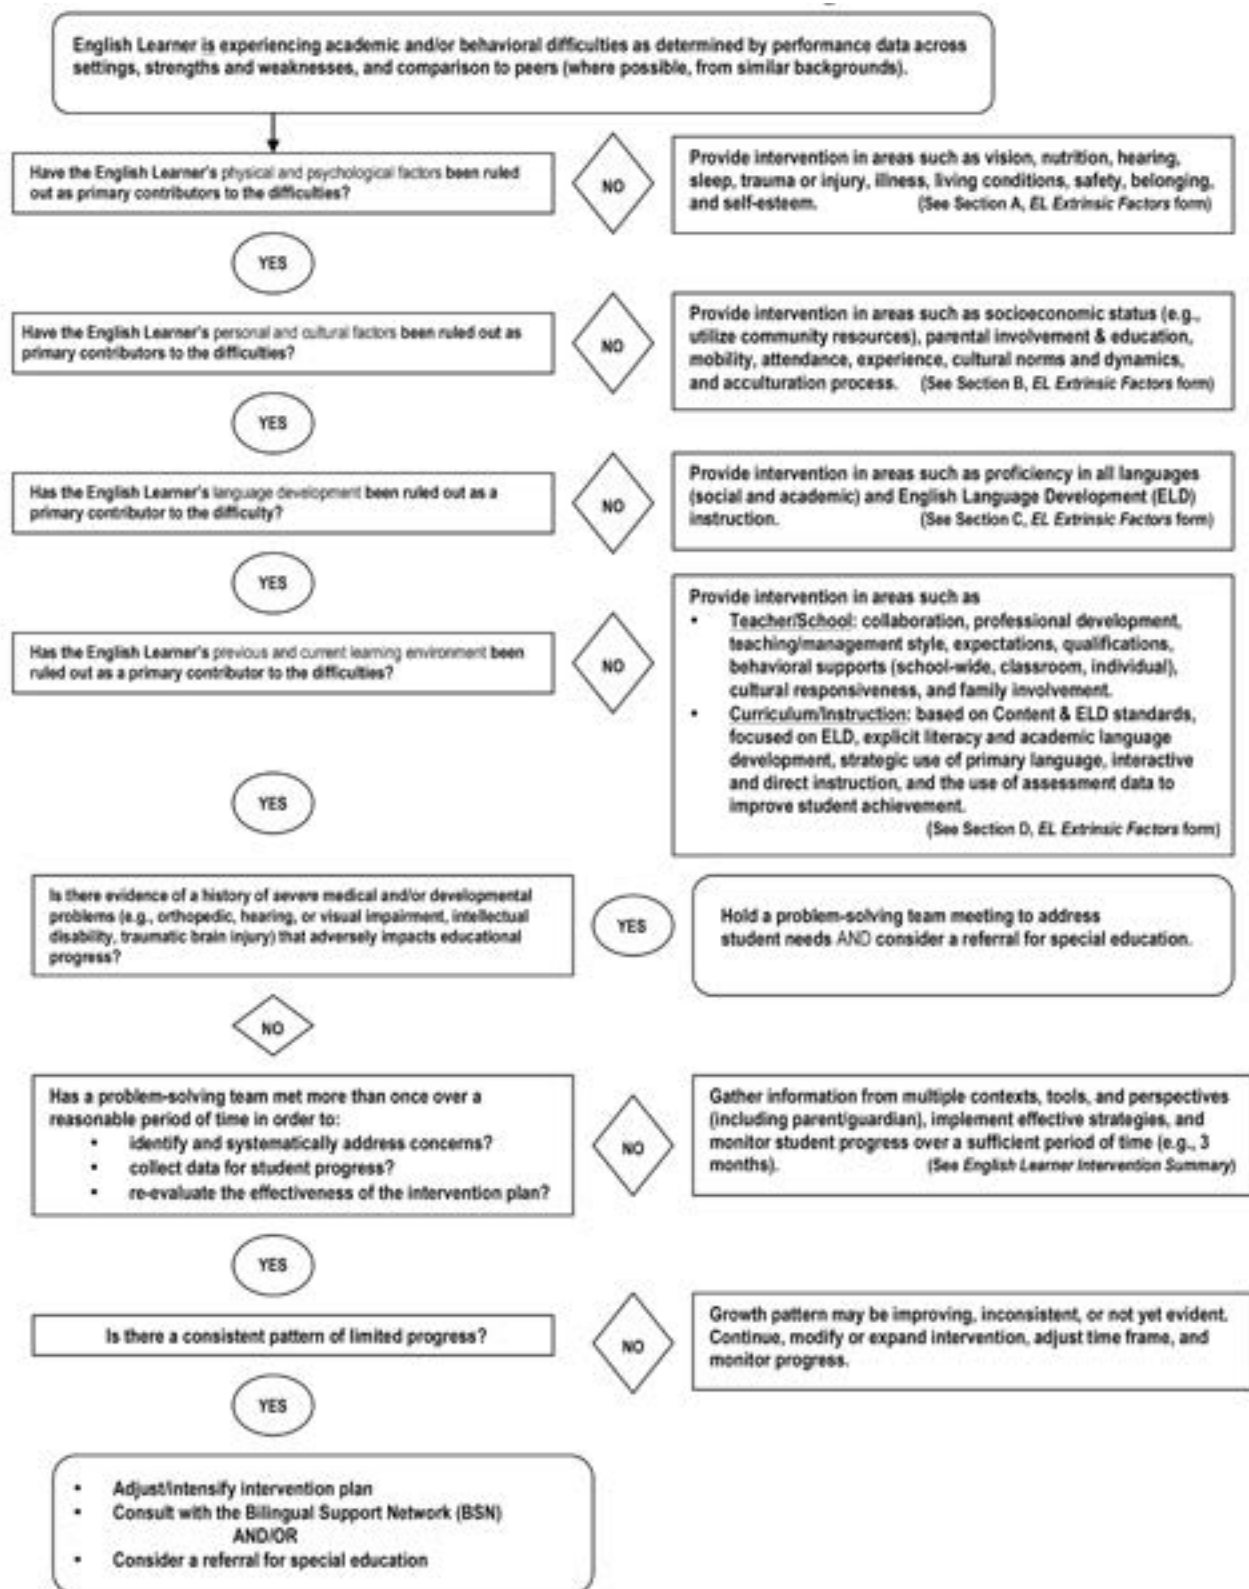 English Learner is experiencing academic and/or behavioral difficulties as determined by performance data across
settings, strengths and weaknesses, and comparison to peers (where possible, from similar backgrounds).
Have the English Learner's physical and psychological factors been ruled
out as primary contributors to the difficulties?
NO
Provide intervention in areas such as vision, nutrition, hearing,
sleep, trauma or injury, illness, living conditions, safety, belonging,
and self-esteem. (See Section A, EL Extrinsic Factors form)
YES
Have the English Learner's personal and cultural factors been ruled out as
primary contributors to the difficulties?
NO
Provide intervention in areas such as socioeconomic status (e.g.,
utilize community resources), parental involvement & education,
mobility, attendance, experience, cultural norms and dynamics,
and acculturation process. (See Section B, EL Extrinsic Factors form)
YES
Has the English Learner's language development been ruled out as a
primary contributor to the difficulty?
NO
Provide intervention in areas such as proficiency in all languages
(social and academic) and English Language Development (ELD)
instruction. (See Section C, EL Extrinsic Factors form)
YES
Has the English Learner's previous and current learning environment been
ruled out as a primary contributor to the difficulties?
NO
Provide intervention in areas such as
• Teacher/School: collaboration, professional development,
teaching/management style, expectations, qualifications,
behavioral supports (school-wide, classroom, individual),
cultural responsiveness, and family involvement.
• Curriculum/Instruction: based on Content & ELD standards,
focused on ELD, explicit literacy and academic language
development, strategic use of primary language, interactive
and direct instruction, and the use of assessment data to
improve student achievement.
(See Section D, EL Extrinsic Factors form)
YES
Is there evidence of a history of severe medical and/or developmental
problems (e.g., orthopedic, hearing, or visual impairment, intellectual
disability, traumatic brain injury) that adversely impacts educational
progress?
YES
Hold a problem-solving team meeting to address
student needs AND consider a referral for special education.
NO
Has a problem-solving team met more than once over a
reasonable period of time in order to:
• identify and systematically address concerns?
• collect data for student progress?
• re-evaluate the effectiveness of the intervention plan?
NO
Gather information from multiple contexts, tools, and perspectives
(including parent/guardian), implement effective strategies, and
monitor student progress over a sufficient period of time (e.g., 3
months). (See English Learner Intervention Summary)
YES
Is there a consistent pattern of limited progress?
NO
Growth pattern may be improving, inconsistent, or not yet evident.
Continue, modify or expand intervention, adjust time frame, and
monitor progress.
YES
• Adjust/intensify intervention plan
• Consult with the Bilingual Support Network (BSN)
AND/OR
• Consider a referral for special education